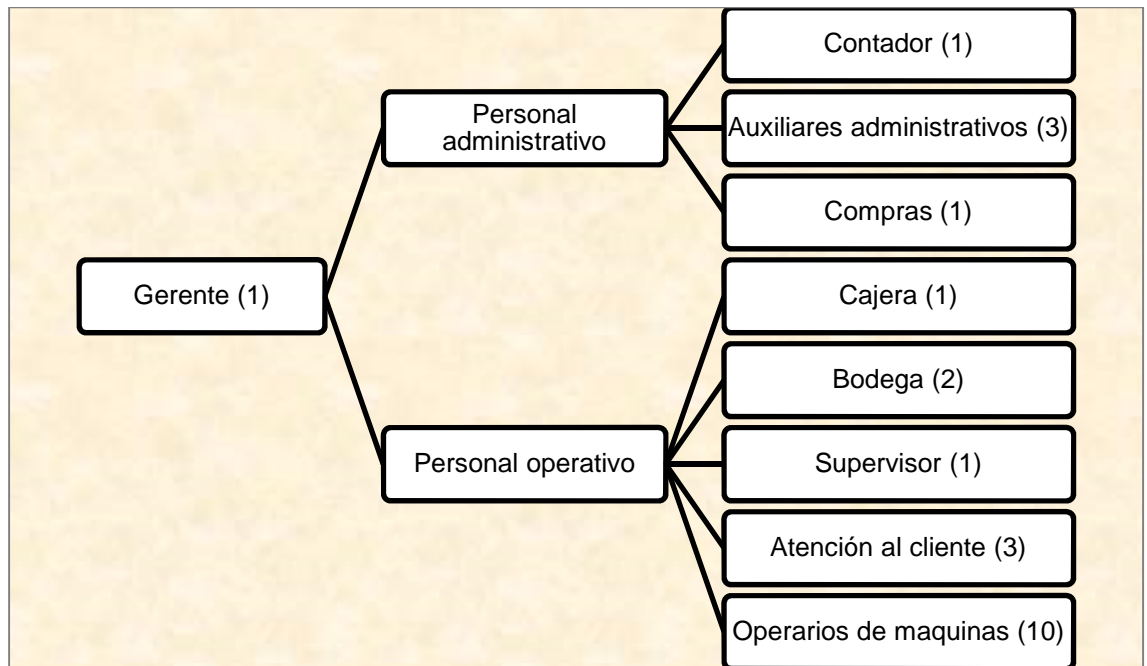 Contador (1)
Personal
administrativo
Auxiliares administrativos (3)
Compras (1)
Gerente (1)
Cajera (1)
Bodega (2)
Personal operativo
Supervisor (1)
Atención al cliente (3)
Operarios de maquinas (10)